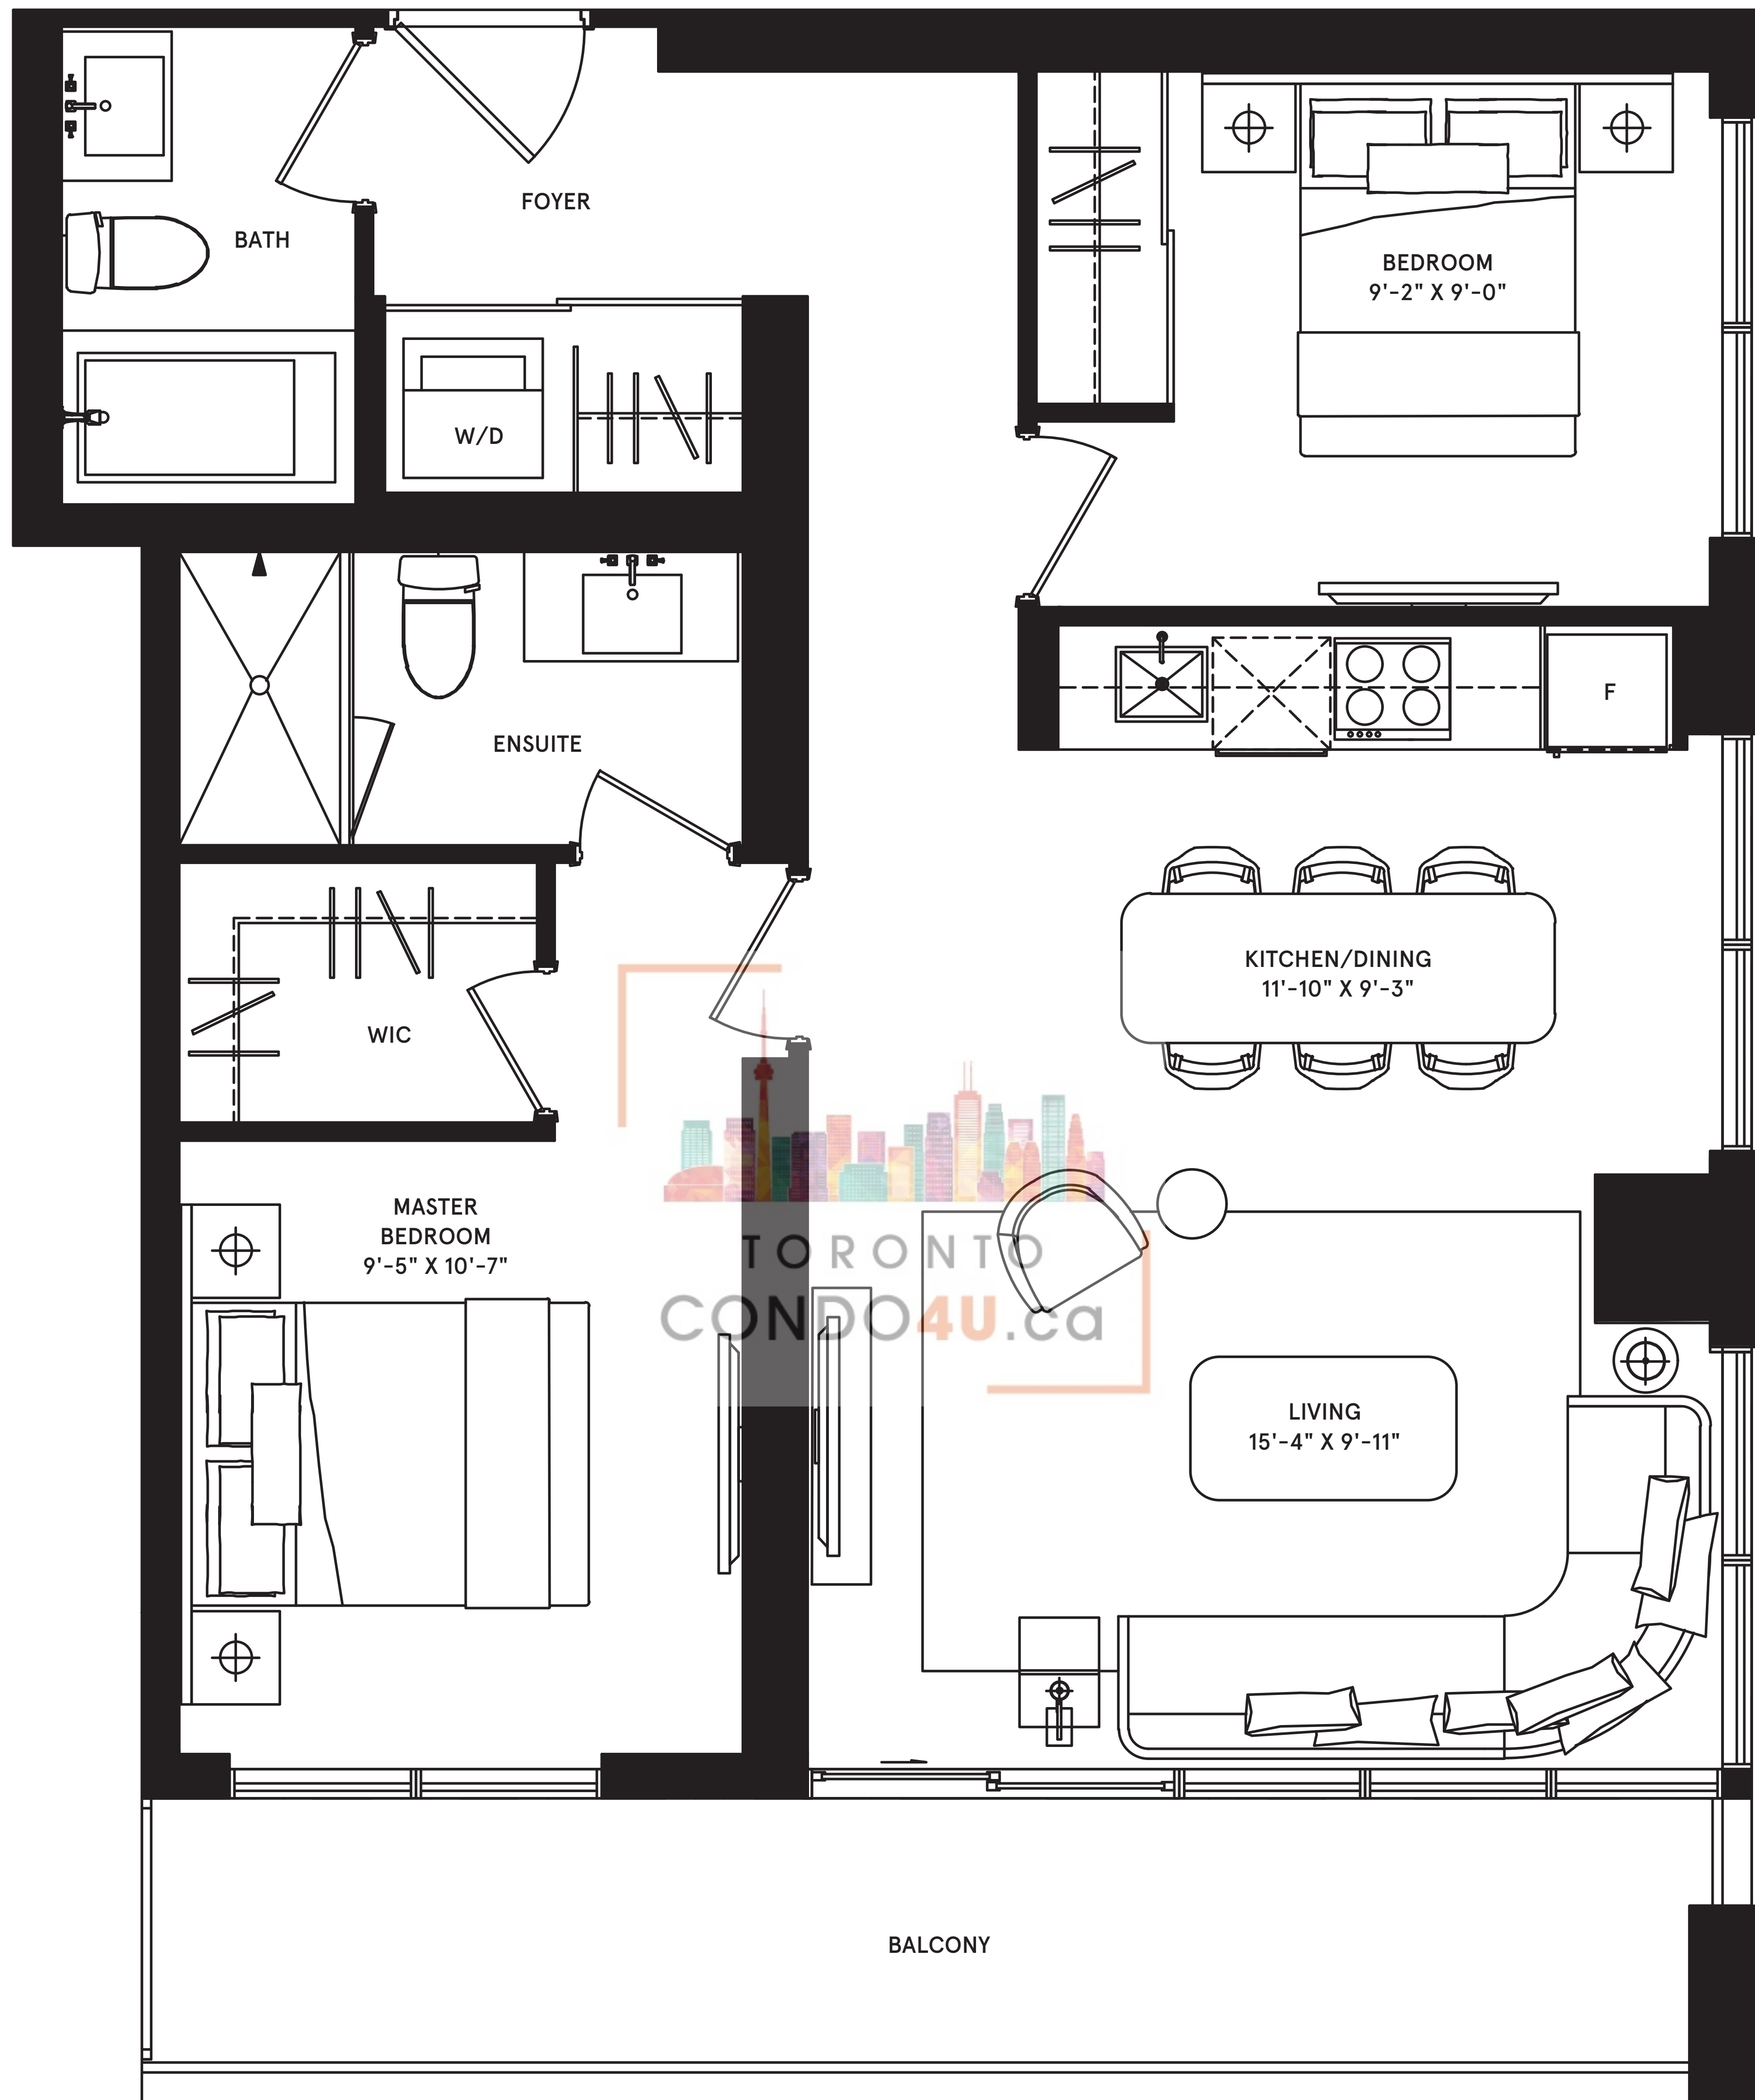 FOYER
BATH
BEDROOM
9'-2" X 9'-0"
W/D
F
ENSUITE
KITCHEN/DINING
11'-10" X 9'-3"
WIC
MASTER
BEDROOM
9'-5" X 10'-7"
TORONTO
CONDO4U.ca
LIVING
15'-4" X 9'-11"
BALCONY